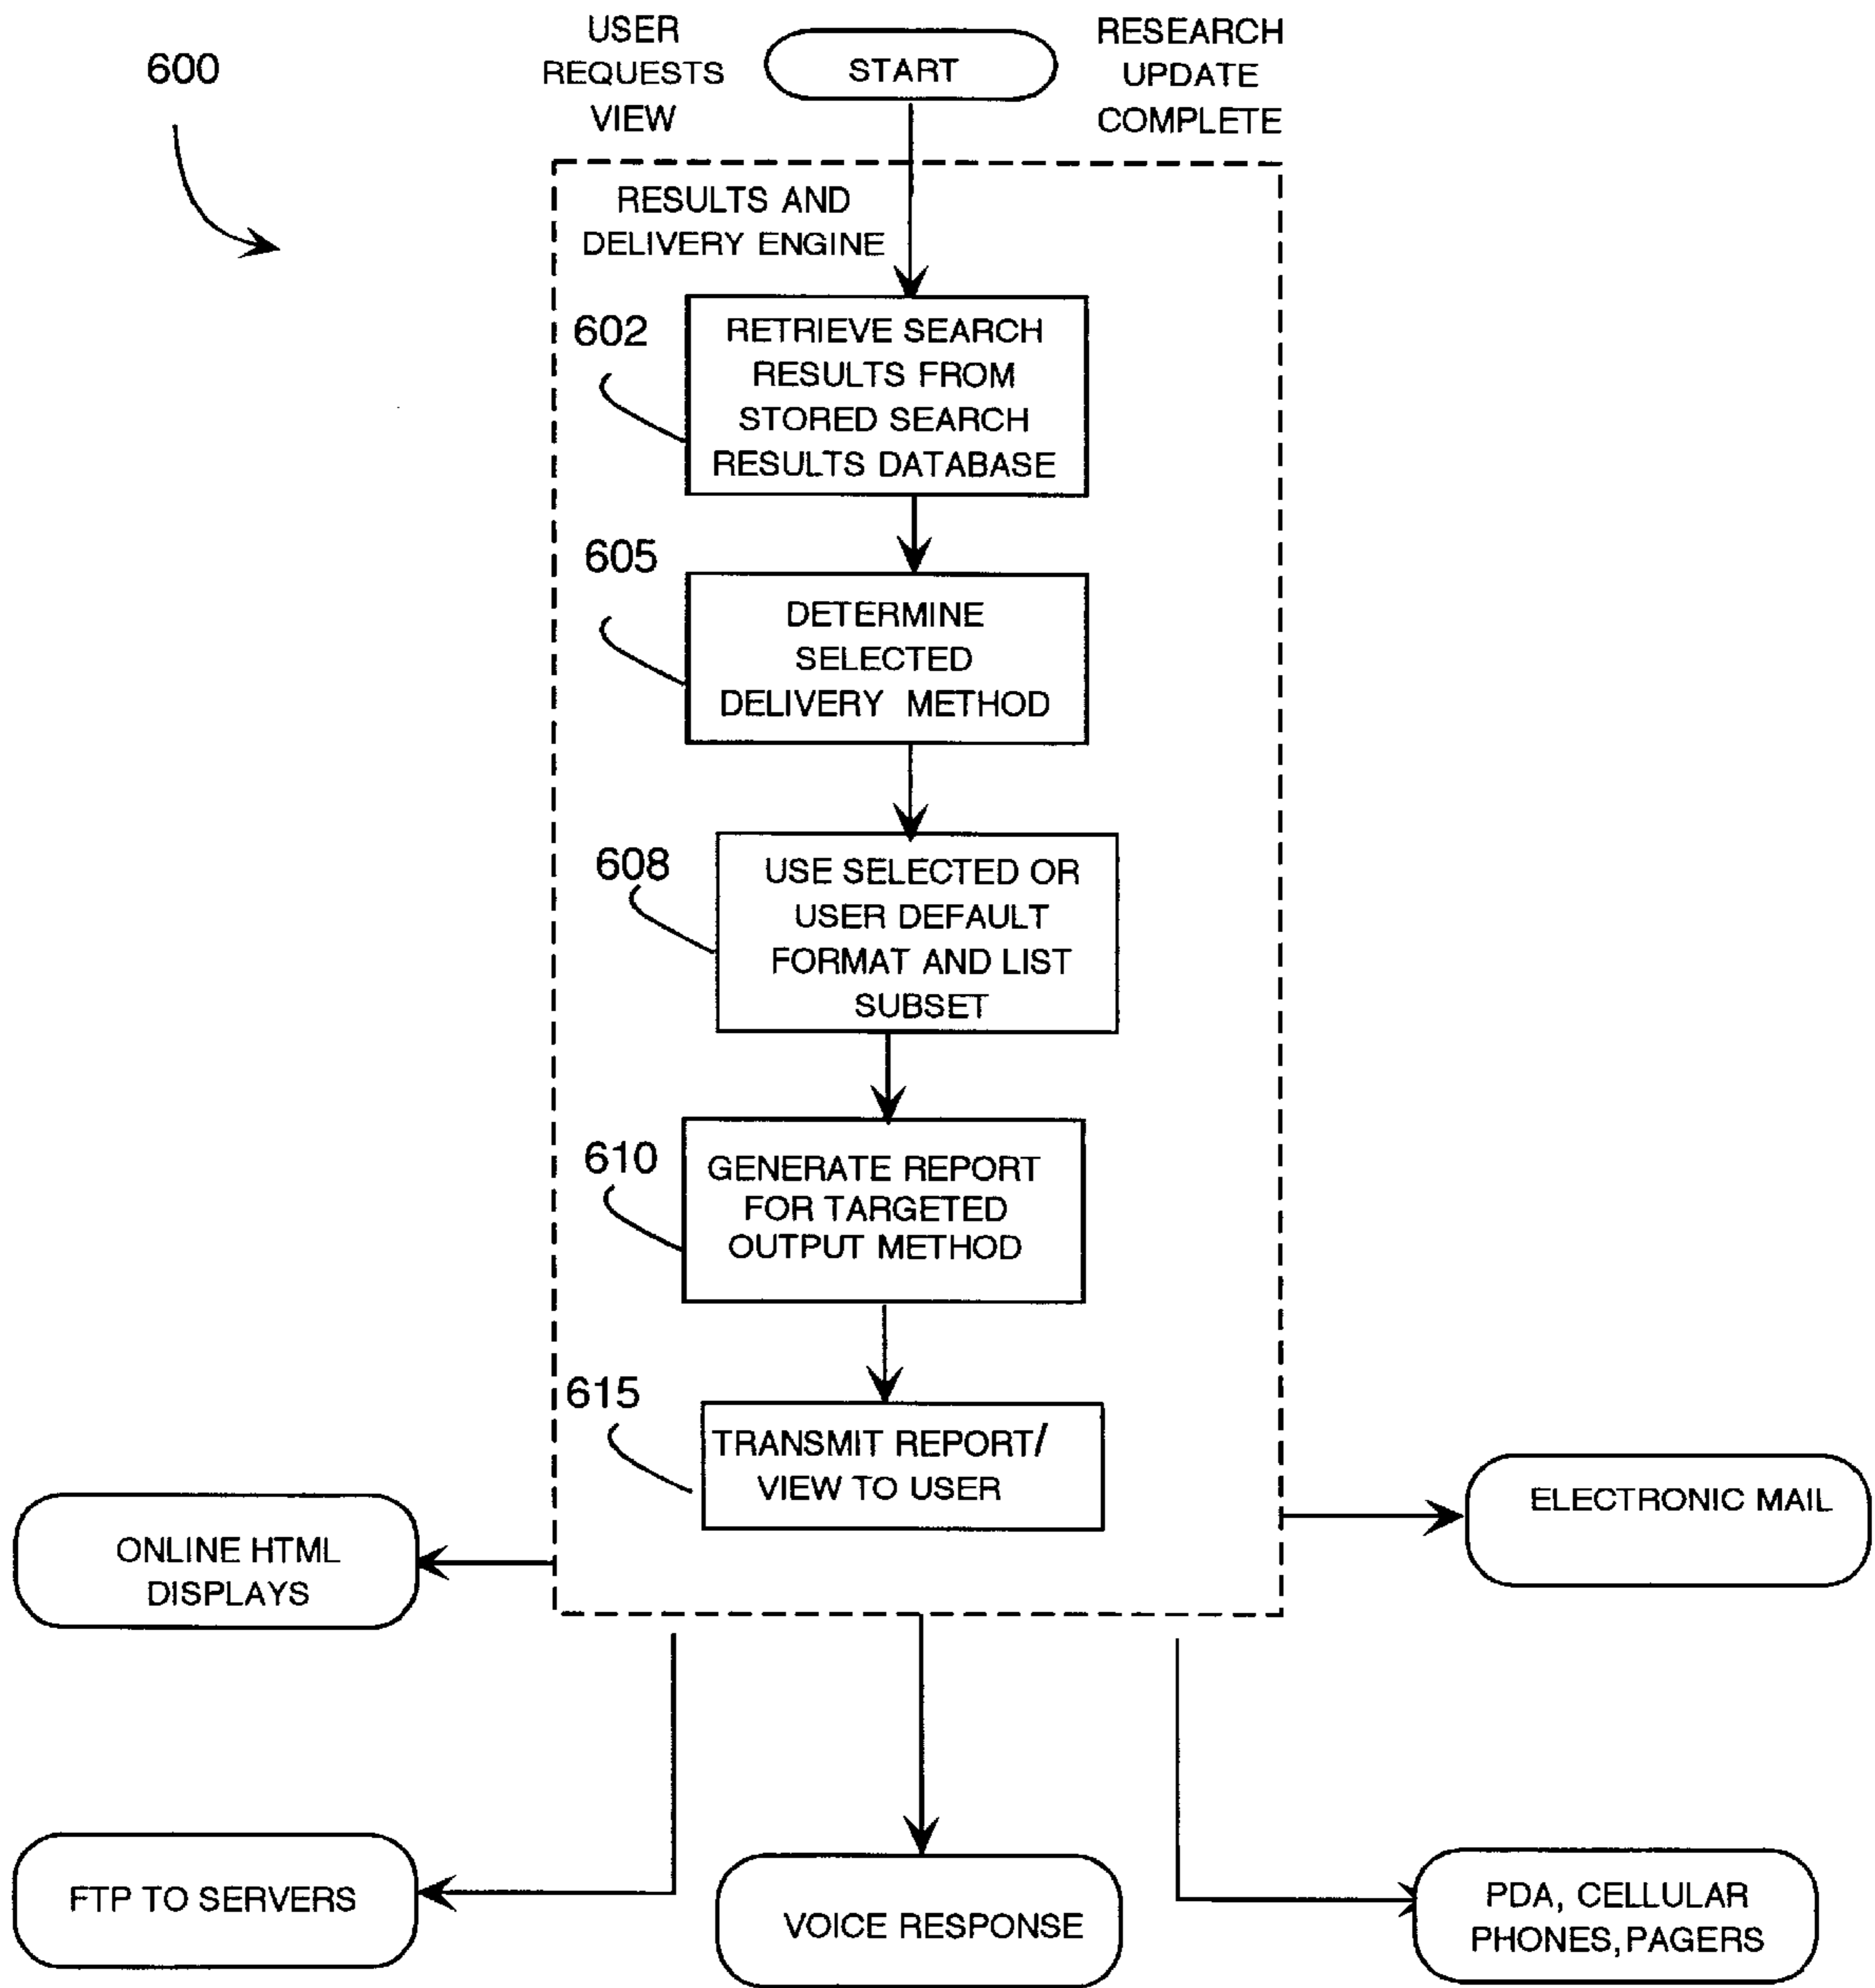 600
USER
REQUESTS
VIEW
START
RESEARCH
UPDATE
COMPLETE
RESULTS AND
DELIVERY ENGINE
602
RETRIEVE SEARCH
RESULTS FROM
STORED SEARCH
RESULTS DATABASE
605
DETERMINE
SELECTED
DELIVERY METHOD
608
USE SELECTED OR
USER DEFAULT
FORMAT AND LIST
SUBSET
610
GENERATE REPORT
FOR TARGETED
OUTPUT METHOD
615
TRANSMIT REPORT/
VIEW TO USER
ONLINE HTML
DISPLAYS
ELECTRONIC MAIL
FTP TO SERVERS
VOICE RESPONSE
PDA, CELLULAR
PHONES, PAGERS